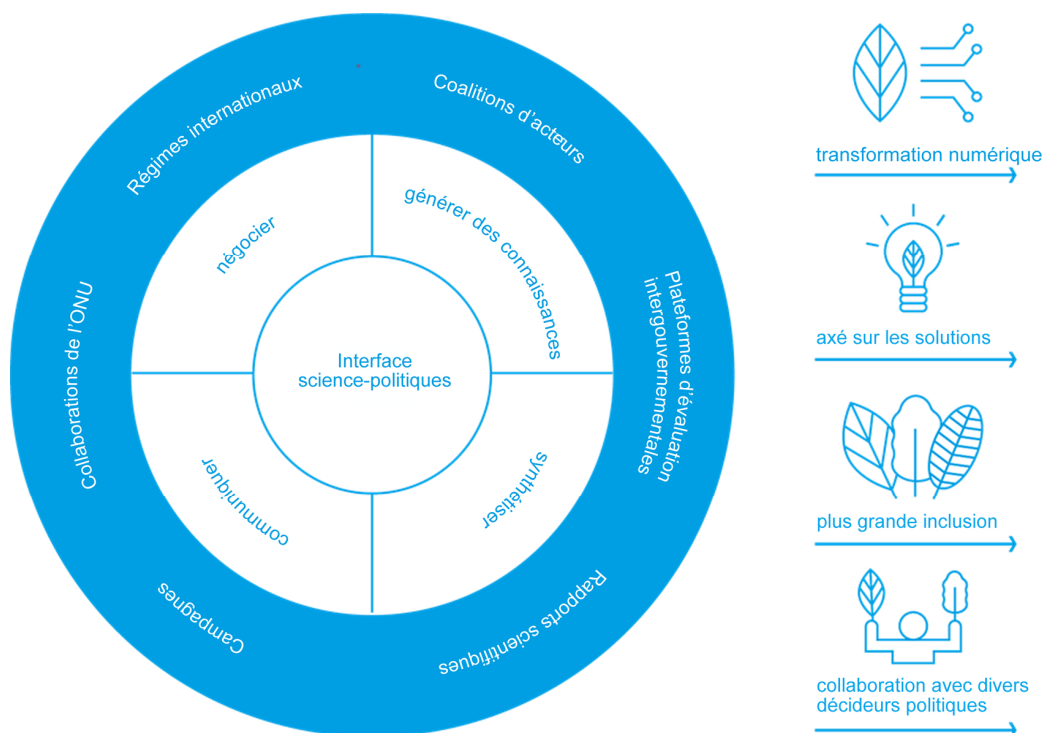 Régimes internationaux
Coalitions d'acteurs
Plateformes d'évaluation
intergouvernementales
Rapports scientifiques
Campagnes
Collaborations de l'ONU
négocier
générer des connaissances
synthétiser
communiquer
Interface
science-politiques
transformation numérique
axé sur les solutions
plus grande inclusion
collaboration avec divers
décideurs politiques